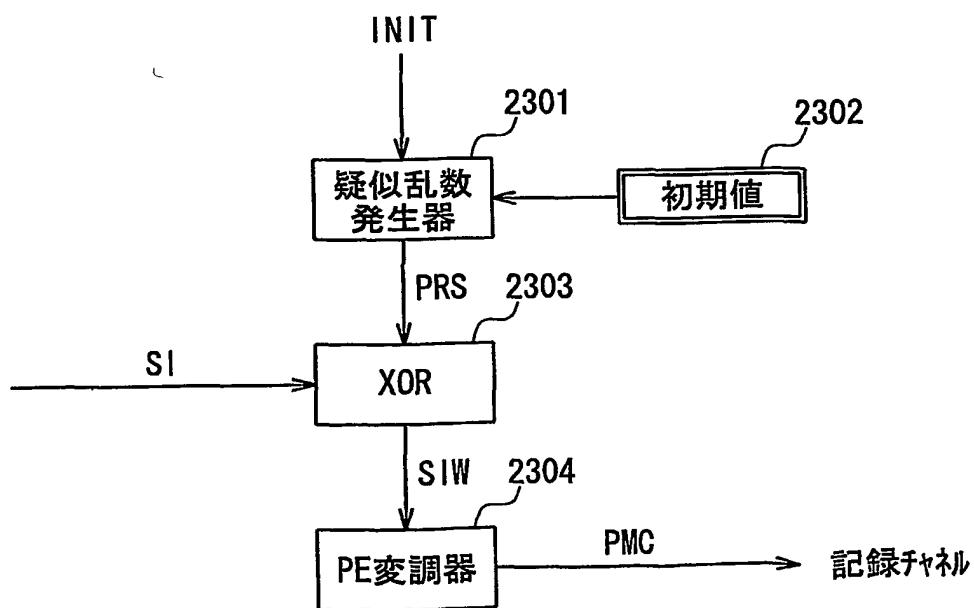 INIT
2301
2302
疑似乱数
発生器
初期値
PRS
2303
SI
XOR
SIW
2304
PE変調器
PMC
記録チャネル